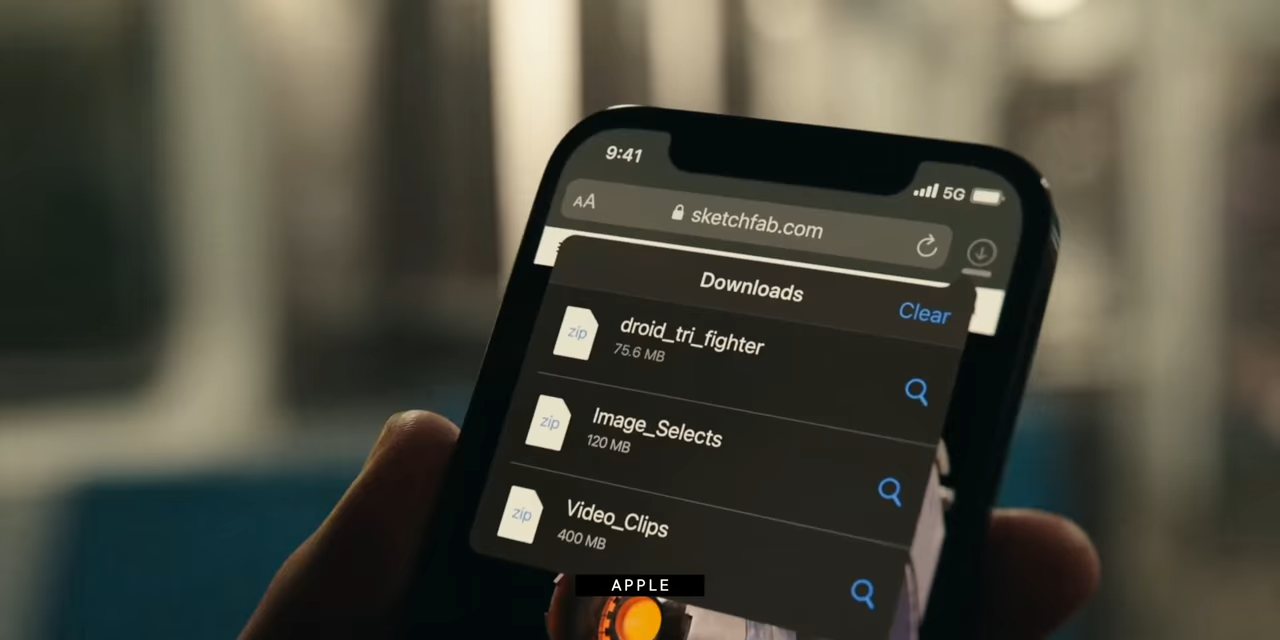 9:41
5G
AA
sketchfab.com
Downloads
Clear
zip
droid_tri_fighter
75.6 MB
zip
Image_Selects
120 MB
zip
Video_Clips
400 MB
APPLE